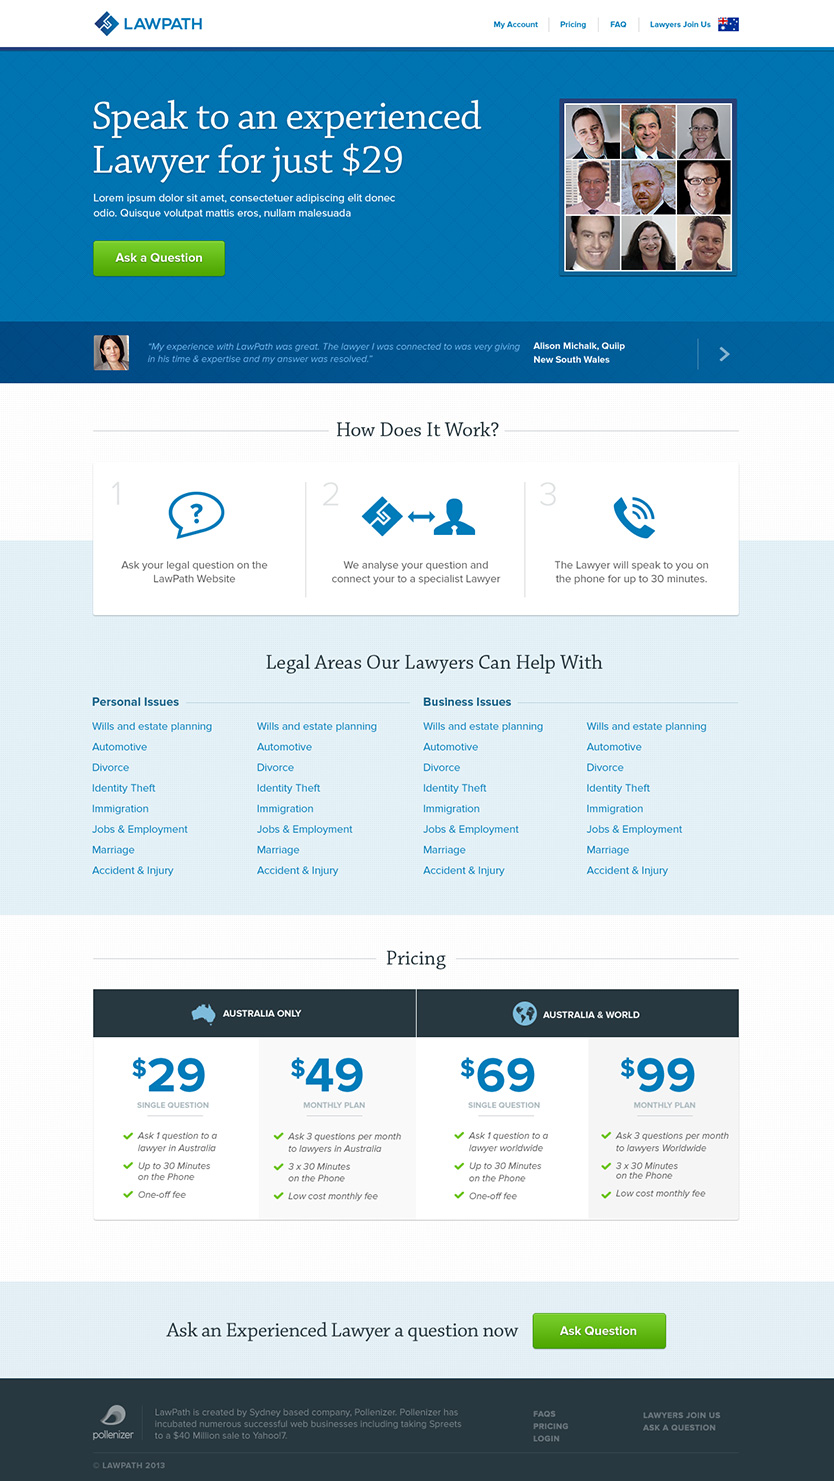 LAWPATH
My Account
Pricing
FAQ
Lawyers Join Us
Speak to an experienced
Lawyer for just $29
Lorem ipsum dolor sit amet, consectetuer adipiscing elit donec
odio. Quisque volutpat mattis eros, nullam malesuada
Ask a Question
“My experience with LawPath was great. The lawyer I was connected to was very giving
in his time & expertise and my answer was resolved.”
Alison Michalk, Quiip
New South Wales
How Does It Work?
1
?
Ask your legal question on the
LawPath Website
2
We analyse your question and
connect your to a specialist Lawyer
3
The Lawyer will speak to you on
the phone for up to 30 minutes.
Legal Areas Our Lawyers Can Help With
Personal Issues
Wills and estate planning
Automotive
Divorce
Identity Theft
Immigration
Jobs & Employment
Marriage
Accident & Injury
Wills and estate planning
Automotive
Divorce
Identity Theft
Immigration
Jobs & Employment
Marriage
Accident & Injury
Business Issues
Wills and estate planning
Automotive
Divorce
Identity Theft
Immigration
Jobs & Employment
Marriage
Accident & Injury
Wills and estate planning
Automotive
Divorce
Identity Theft
Immigration
Jobs & Employment
Marriage
Accident & Injury
Pricing
AUSTRALIA ONLY
$29
SINGLE QUESTION
Ask 1 question to a
lawyer in Australia
Up to 30 Minutes
on the Phone
One-off fee
$49
MONTHLY PLAN
Ask 3 questions per month
to lawyers in Australia
3 x 30 Minutes
on the Phone
Low cost monthly fee
AUSTRALIA & WORLD
$69
SINGLE QUESTION
Ask 1 question to a
lawyer worldwide
Up to 30 Minutes
on the Phone
One-off fee
$99
MONTHLY PLAN
Ask 3 questions per month
to lawyers Worldwide
3 x 30 Minutes
on the Phone
Low cost monthly fee
Ask an Experienced Lawyer a question now
Ask Question
pollenizer
LawPath is created by Sydney based company, Pollenizer. Pollenizer has
incubated numerous successful web businesses including taking Spreets
to a $40 Million sale to Yahoo!7.
FAQS
PRICING
LOGIN
LAWYERS JOIN US
ASK A QUESTION
© LAWPATH 2013